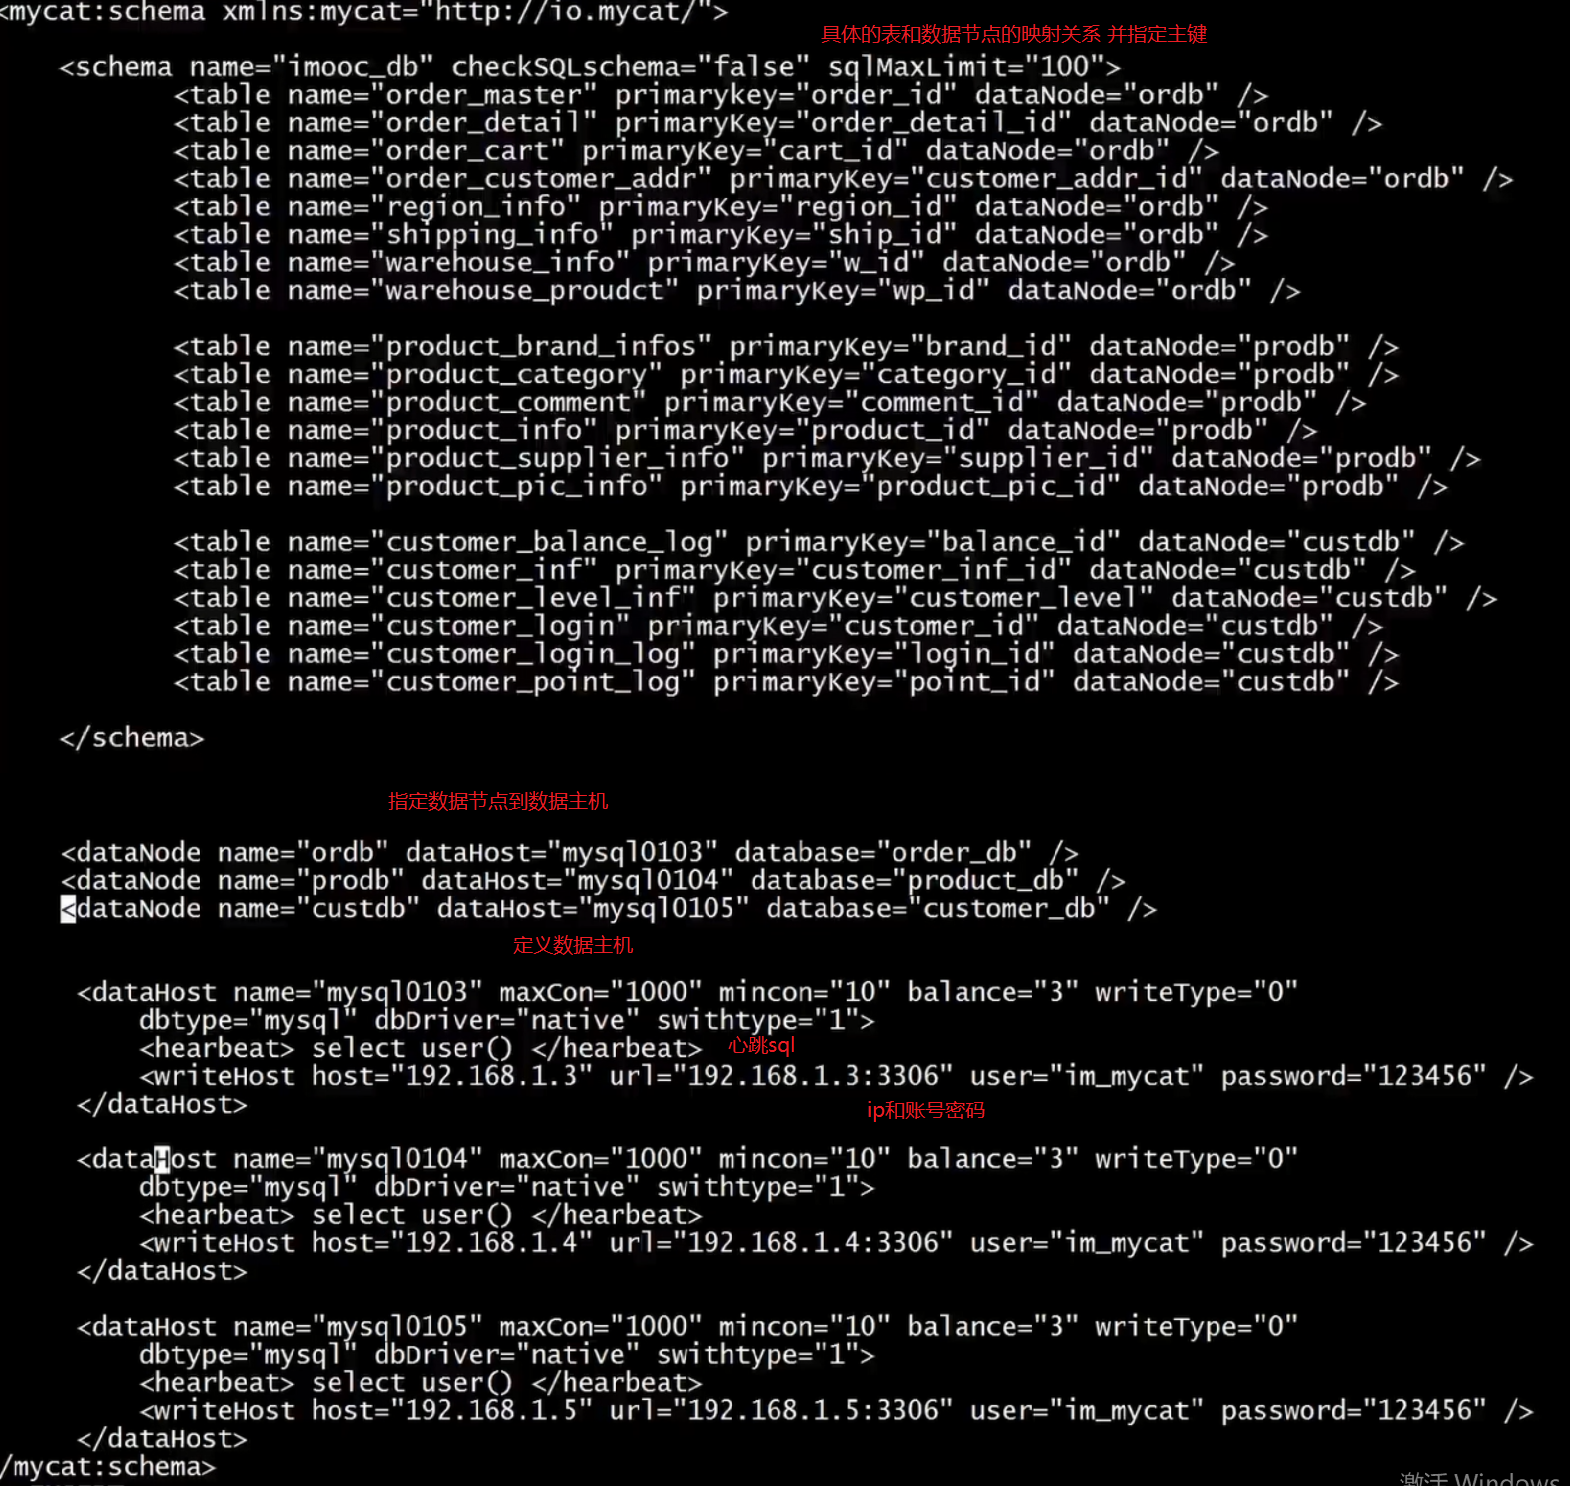 <mycat:schema xmlns:mycat="http://io.mycat/">
具体的表和数据节点的映射关系 并指定主键
<schema name="imooc_db" checkSQLschema="false" sqlMaxLimit="100">
<table name="order_master" primarykey="order_id" dataNode="ordb" />
<table name="order_detail" primaryKey="order_detail_id" dataNode="ordb" />
<table name="order_cart" primaryKey="cart_id" dataNode="ordb" />
<table name="order_customer_addr" primaryKey="customer_addr_id" dataNode="ordb" />
<table name="region_info" primaryKey="region_id" dataNode="ordb" />
<table name="shipping_info" primaryKey="ship_id" dataNode="ordb" />
<table name="warehouse_info" primaryKey="w_id" dataNode="ordb" />
<table name="warehouse_proudct" primaryKey="wp_id" dataNode="ordb" />
<table name="product_brand_infos" primaryKey="brand_id" dataNode="prodb" />
<table name="product_category" primaryKey="category_id" dataNode="prodb" />
<table name="product_comment" primaryKey="comment_id" dataNode="prodb" />
<table name="product_info" primaryKey="product_id" dataNode="prodb" />
<table name="product_supplier_info" primaryKey="supplier_id" dataNode="prodb" />
<table name="product_pic_info" primaryKey="product_pic_id" dataNode="prodb" />
<table name="customer_balance_log" primaryKey="balance_id" dataNode="custdb" />
<table name="customer_inf" primaryKey="customer_inf_id" dataNode="custdb" />
<table name="customer_level_inf" primaryKey="customer_level" dataNode="custdb" />
<table name="customer_login" primaryKey="customer_id" dataNode="custdb" />
<table name="customer_login_log" primaryKey="login_id" dataNode="custdb" />
<table name="customer_point_log" primaryKey="point_id" dataNode="custdb" />
</schema>
指定数据节点到数据主机
<dataNode name="ordb" dataHost="mysql0103" database="order_db" />
<dataNode name="prodb" dataHost="mysql0104" database="product_db" />
<dataNode name="custdb" dataHost="mysql0105" database="customer_db" />
定义数据主机
<dataHost name="mysql0103" maxCon="1000" mincon="10" balance="3" writeType="0"
dbtype="mysql" dbDriver="native" swithtype="1">
<hearbeat> select user() </hearbeat>
心跳sql
<writeHost host="192.168.1.3" url="192.168.1.3:3306" user="im_mycat" password="123456" />
</dataHost>
ip和账号密码
<dataHost name="mysql0104" maxCon="1000" mincon="10" balance="3" writeType="0"
dbtype="mysql" dbDriver="native" swithtype="1">
<hearbeat> select user() </hearbeat>
<writeHost host="192.168.1.4" url="192.168.1.4:3306" user="im_mycat" password="123456" />
</dataHost>
<dataHost name="mysql0105" maxCon="1000" mincon="10" balance="3" writeType="0"
dbtype="mysql" dbDriver="native" swithtype="1">
<hearbeat> select user() </hearbeat>
<writeHost host="192.168.1.5" url="192.168.1.5:3306" user="im_mycat" password="123456" />
</dataHost>
/mycat:schema>
激活 Windows